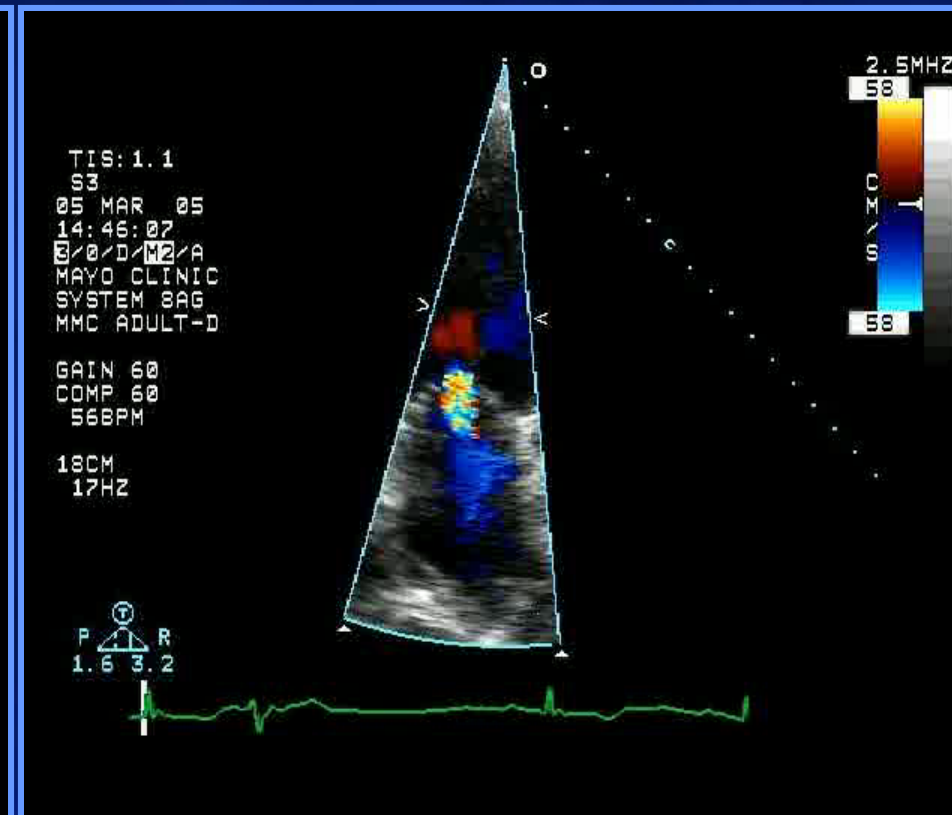 2.5MHZ
58
TIS:1.1
S3
05 MAR 05
14:46:07
3/0/D/M2/A
MAYO CLINIC
SYSTEM 8AG
MMC ADULT-D
C
M
/
S
58
GAIN 60
COMP 60
56BPM
18CM
17HZ
T
P R
1.6 3.2